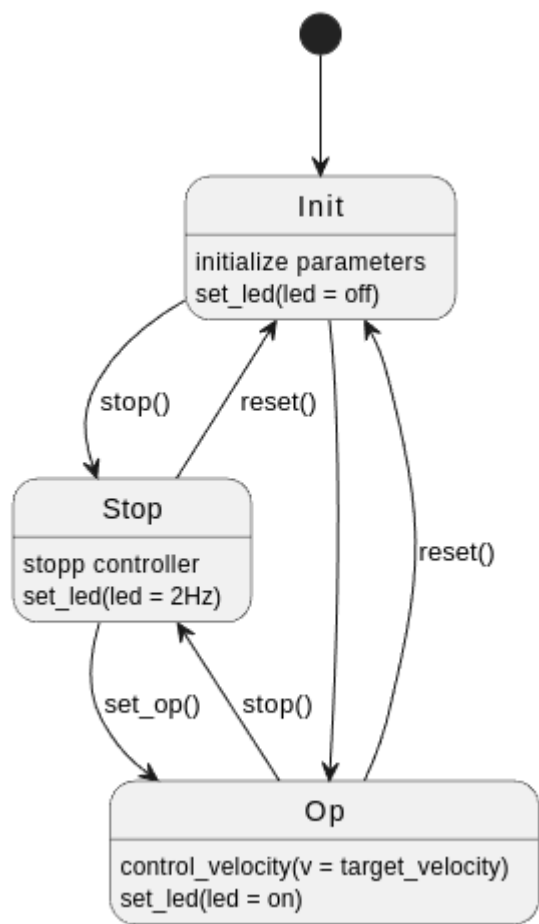 Init
initialize parameters
set_led(led = off)
stop()
reset()
Stop
stopp controller
set_led(led = 2Hz)
reset()
set_op()
stop()
Op
control_velocity(v = target_velocity)
set_led(led = on)